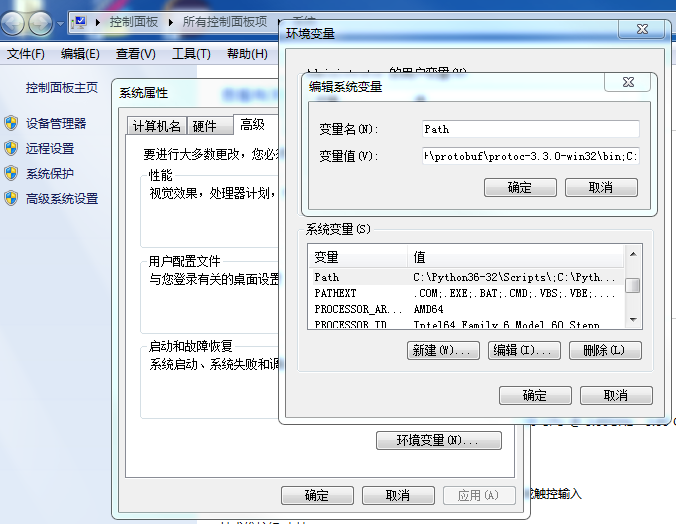 控制面板 ▸ 所有控制面板项 ▸ 系统
文件(F) 编辑(E) 查看(V) 工具(T) 帮助(H)
控制面板主页
设备管理器
远程设置
系统保护
高级系统设置
系统属性
计算机名 硬件 高级
要进行大多数更改，您必
性能
视觉效果，处理器计划，
用户配置文件
与您登录有关的桌面设置
启动和故障恢复
系统启动、系统失败和调
环境变量(N)...
确定 取消 应用(A)
环境变量
的用户变量(U)
编辑系统变量
变量名(N): Path
变量值(V): \protobuf\protoc-3.3.0-win32\bin;C:
确定 取消
系统变量(S)
变量 值
Path C:\Python36-32\Scripts\;C:\Pyth...
PATHEXT .COM;.EXE;.BAT;.CMD;.VBS;.VBE;....
PROCESSOR_AR... AMD64
PROCESSOR_ID Intel64 Family 6 Model 60 Stepp
新建(W)... 编辑(I)... 删除(L)
确定 取消
触控输入